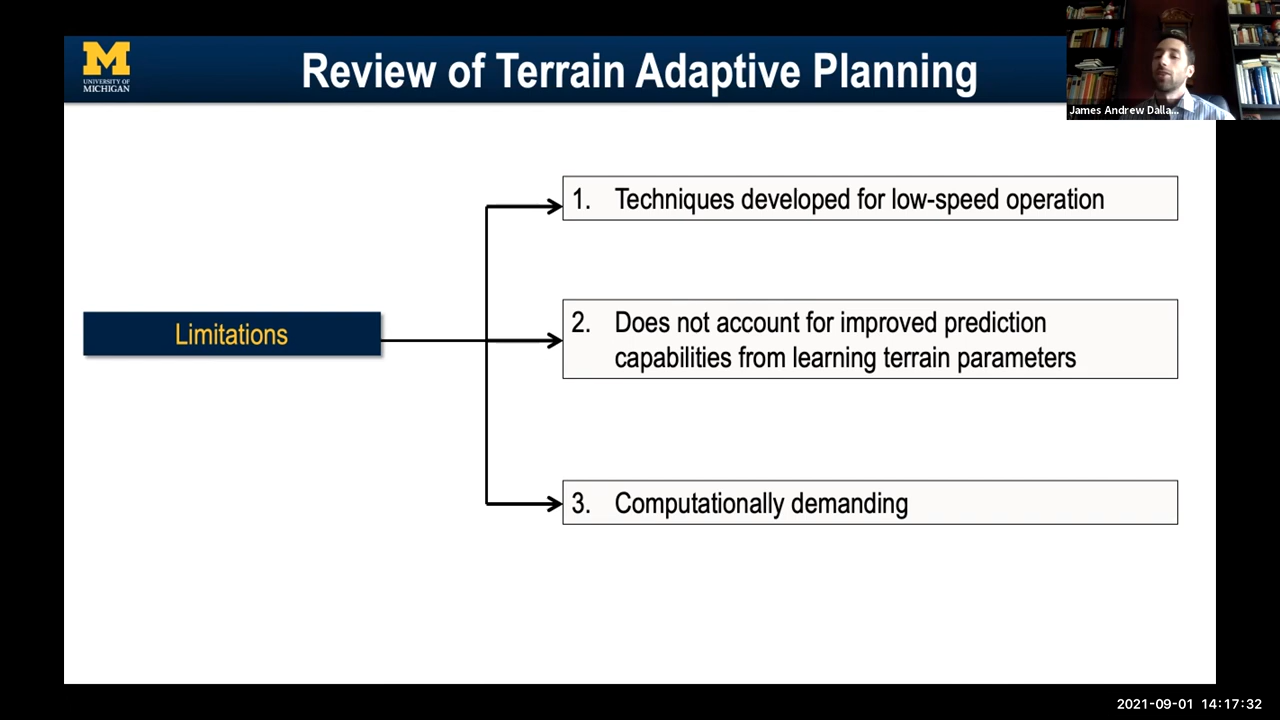 M
UNIVERSITY OF
MICHIGAN
Review of Terrain Adaptive Planning
James Andrew Dalla...
1. Techniques developed for low-speed operation
Limitations
2. Does not account for improved prediction
capabilities from learning terrain parameters
3. Computationally demanding
2021-09-01 14:17:32